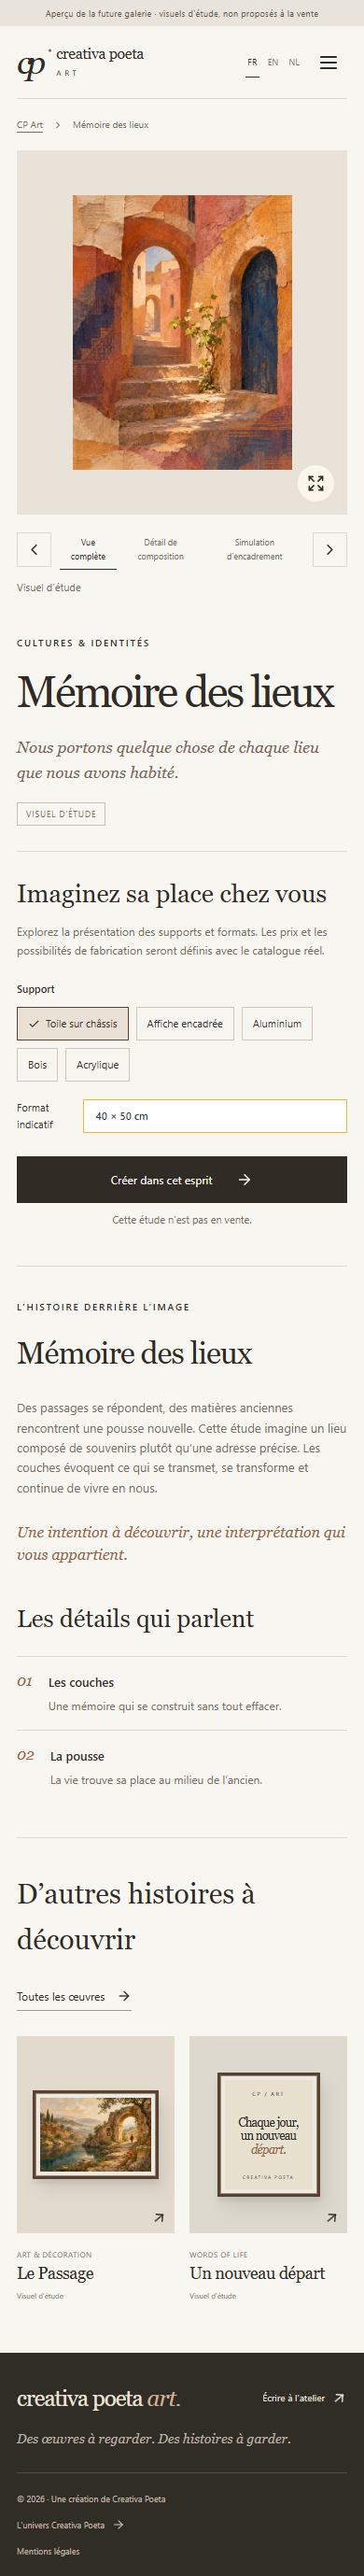 Aperçu de la future galerie · visuels d'étude, non proposés à la vente
cp
creativa poeta
ART
FR EN NL
CP Art > Mémoire des lieux
Vue
complète
Détail de
composition
Simulation
d'encadrement
Visuel d'étude
CULTURES & IDENTITÉS
Mémoire des lieux
Nous portons quelque chose de chaque lieu
que nous avons habité.
VISUEL D'ÉTUDE
Imaginez sa place chez vous
Explorez la présentation des supports et formats. Les prix et les
possibilités de fabrication seront définis avec le catalogue réel.
Support
Toile sur châssis
Affiche encadrée
Aluminium
Bois
Acrylique
Format
indicatif
40 × 50 cm
Créer dans cet esprit →
Cette étude n'est pas en vente.
L'HISTOIRE DERRIÈRE L'IMAGE
Mémoire des lieux
Des passages se répondent, des matières anciennes
rencontrent une pousse nouvelle. Cette étude imagine un lieu
composé de souvenirs plutôt qu'une adresse précise. Les
couches évoquent ce qui se transmet, se transforme et
continue de vivre en nous.
Une intention à découvrir, une interprétation qui
vous appartient.
Les détails qui parlent
01 Les couches
Une mémoire qui se construit sans tout effacer.
02 La pousse
La vie trouve sa place au milieu de l'ancien.
D'autres histoires à
découvrir
Toutes les œuvres →
CP / ART
Chaque jour,
un nouveau
départ.
CREATIVA POETA
ART & DÉCORATION
Le Passage
Visuel d'étude
WORDS OF LIFE
Un nouveau départ
Visuel d'étude
creativa poeta art.
Écrire à l'atelier ↗
Des œuvres à regarder. Des histoires à garder.
© 2026 · Une création de Creativa Poeta
L'univers Creativa Poeta →
Mentions légales